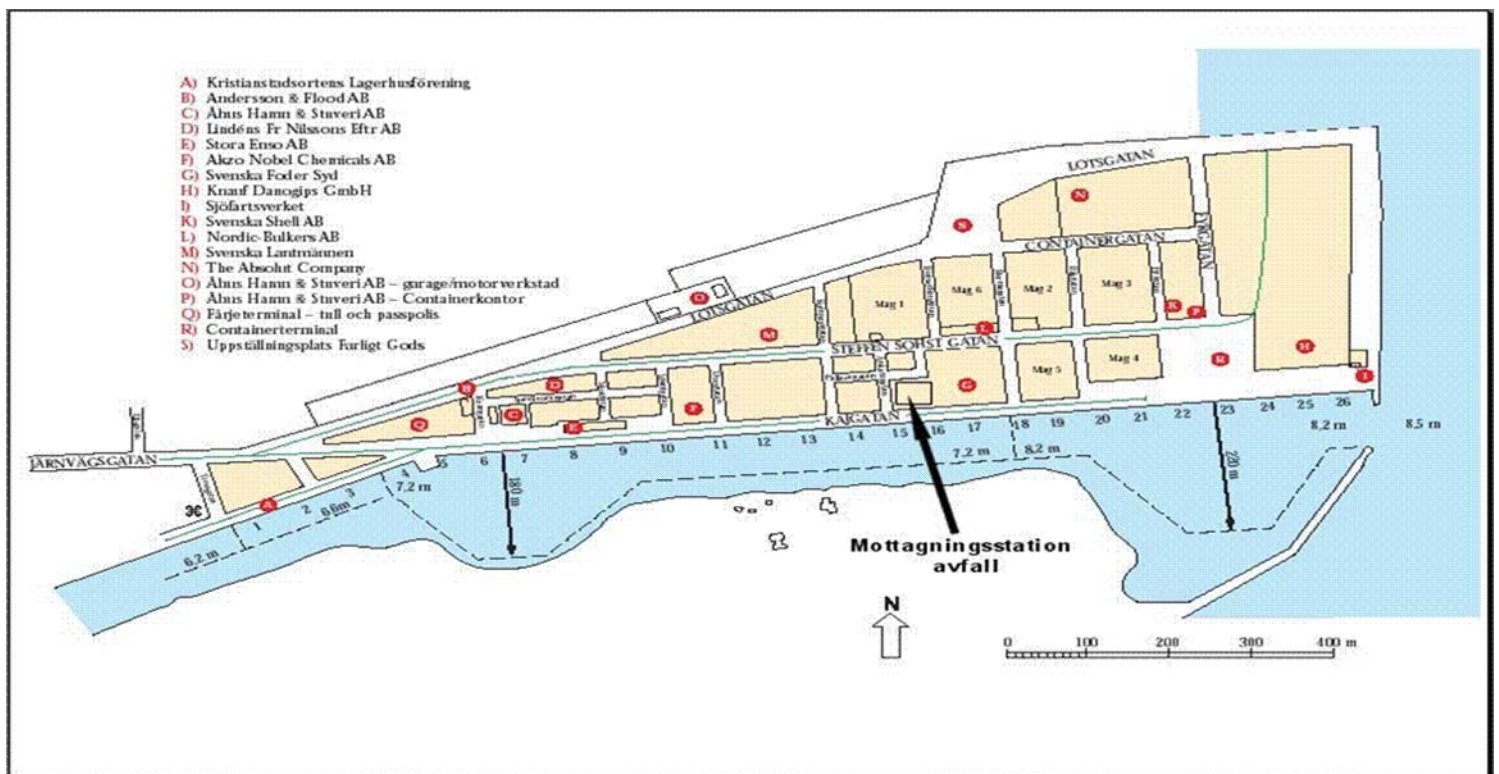 A) Kristianstadsortens Lagerhusförening
B) Andersson & Flood AB
C) Åhus Hamn & Stuveri AB
D) Lindéns Fr Nilssons Eftr AB
E) Stora Enso AB
F) Akzo Nobel Chemicals AB
G) Svenska Foder Syd
H) Knauf Danogips GmbH
I) Sjöfartsverket
K) Svenska Shell AB
L) Nordic-Bulkers AB
M) Svenska Lantmännen
N) The Absolut Company
O) Åhus Hamn & Stuveri AB – garage/motorverkstad
P) Åhus Hamn & Stuveri AB – Containerkontor
Q) Färjeterminal – tull och passpolis
R) Containerterminal
S) Uppställningsplats Farligt Gods
LOTSGATAN
N
S
CONTAINERGATAN
FYRGATAN
O
LOTSGATAN
Mag 1
Mag 6
Mag 2
Mag 3
K
P
M
L
STEFFEN SOHST GATAN
Mag 5
Mag 4
R
H
I
B
D
C
Q
E
F
G
KAJGATAN
JÄRNVÄGSGATAN
A
1
2
3
4
5
6
7
8
9
10
11
12
13
14
15
16
17
18
19
20
21
22
23
24
25
26
6,2 m
6,6m
7,2 m
180 m
7,2 m
8,2 m
220 m
8,2 m
8,5 m
Mottagningsstation
avfall
N
0 100 200 300 400 m